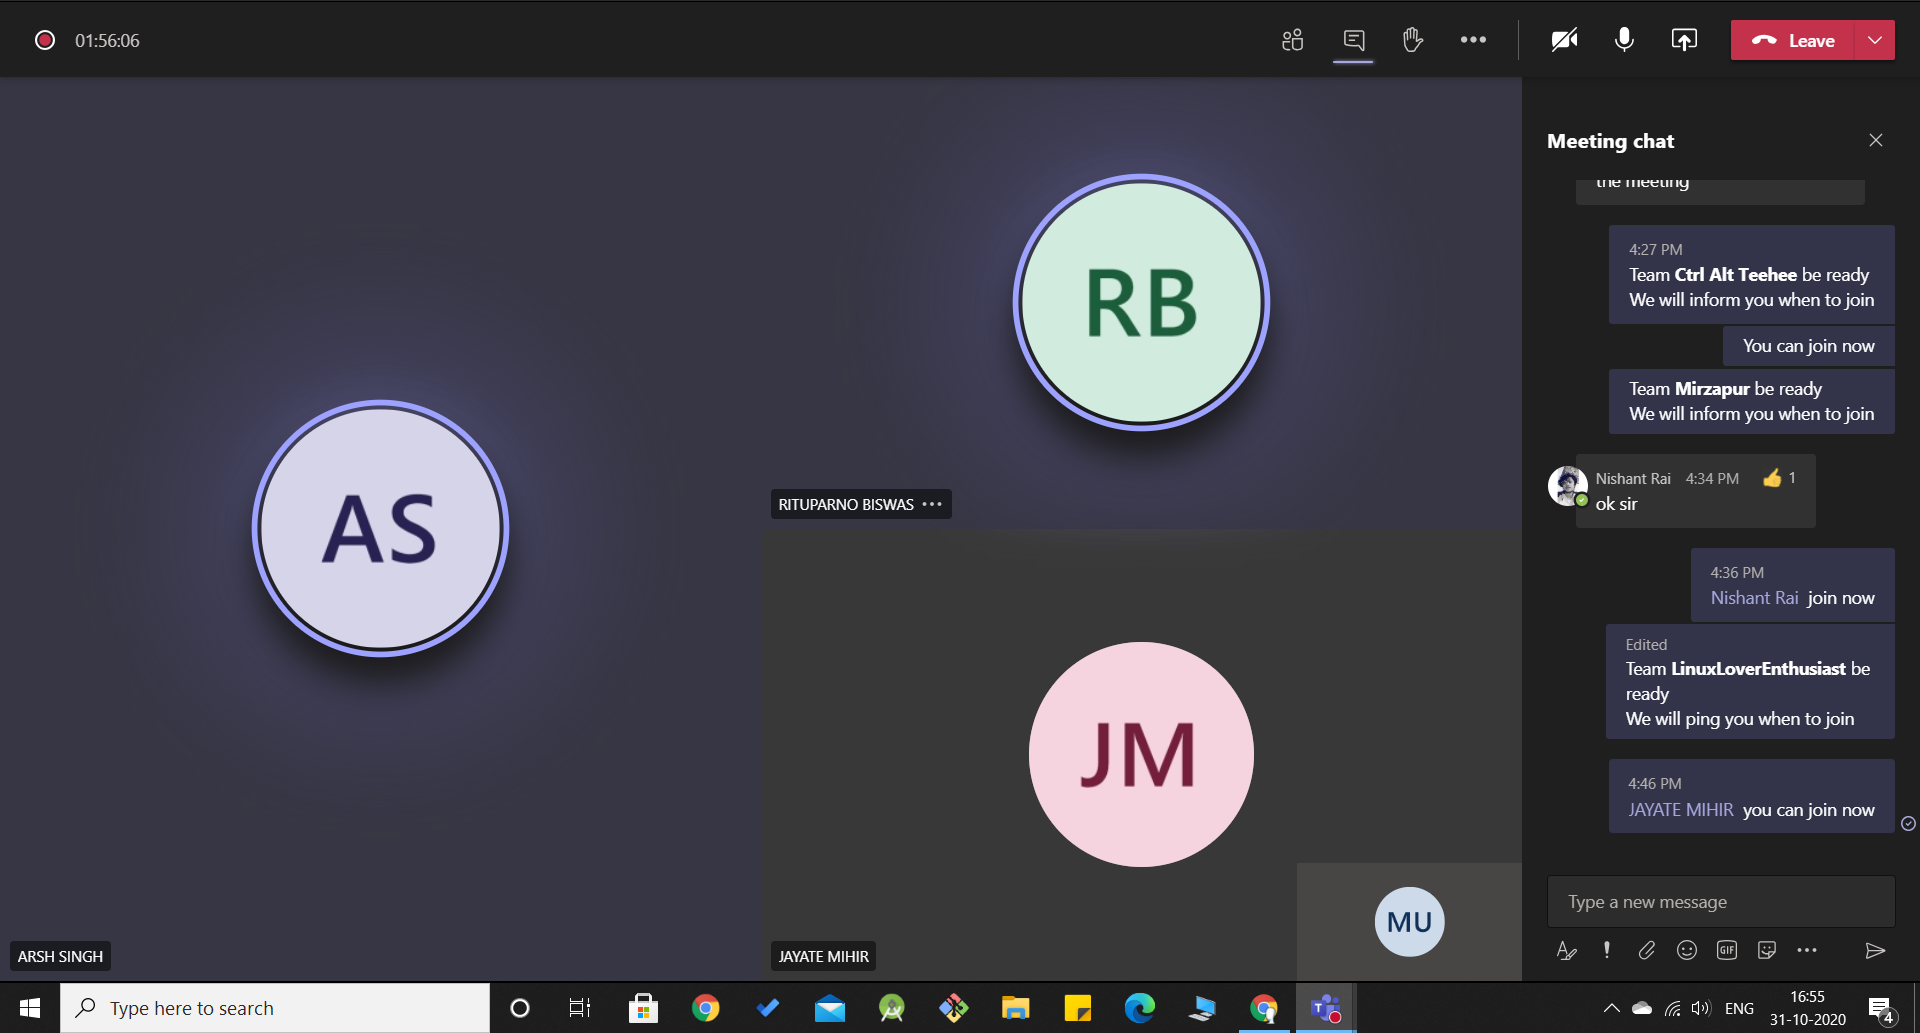 01:56:06
Leave
AS
ARSH SINGH
RB
RITUPARNO BISWAS
JM
JAYATE MIHIR
MU
Meeting chat
the meeting
4:27 PM
Team Ctrl Alt Teehee be ready
We will inform you when to join
You can join now
Team Mirzapur be ready
We will inform you when to join
Nishant Rai 4:34 PM 👍 1
ok sir
4:36 PM
Nishant Rai join now
Edited
Team LinuxLoverEnthusiast be
ready
We will ping you when to join
4:46 PM
JAYATE MIHIR you can join now
Type a new message
GIF
Type here to search
ENG
16:55
31-10-2020
4